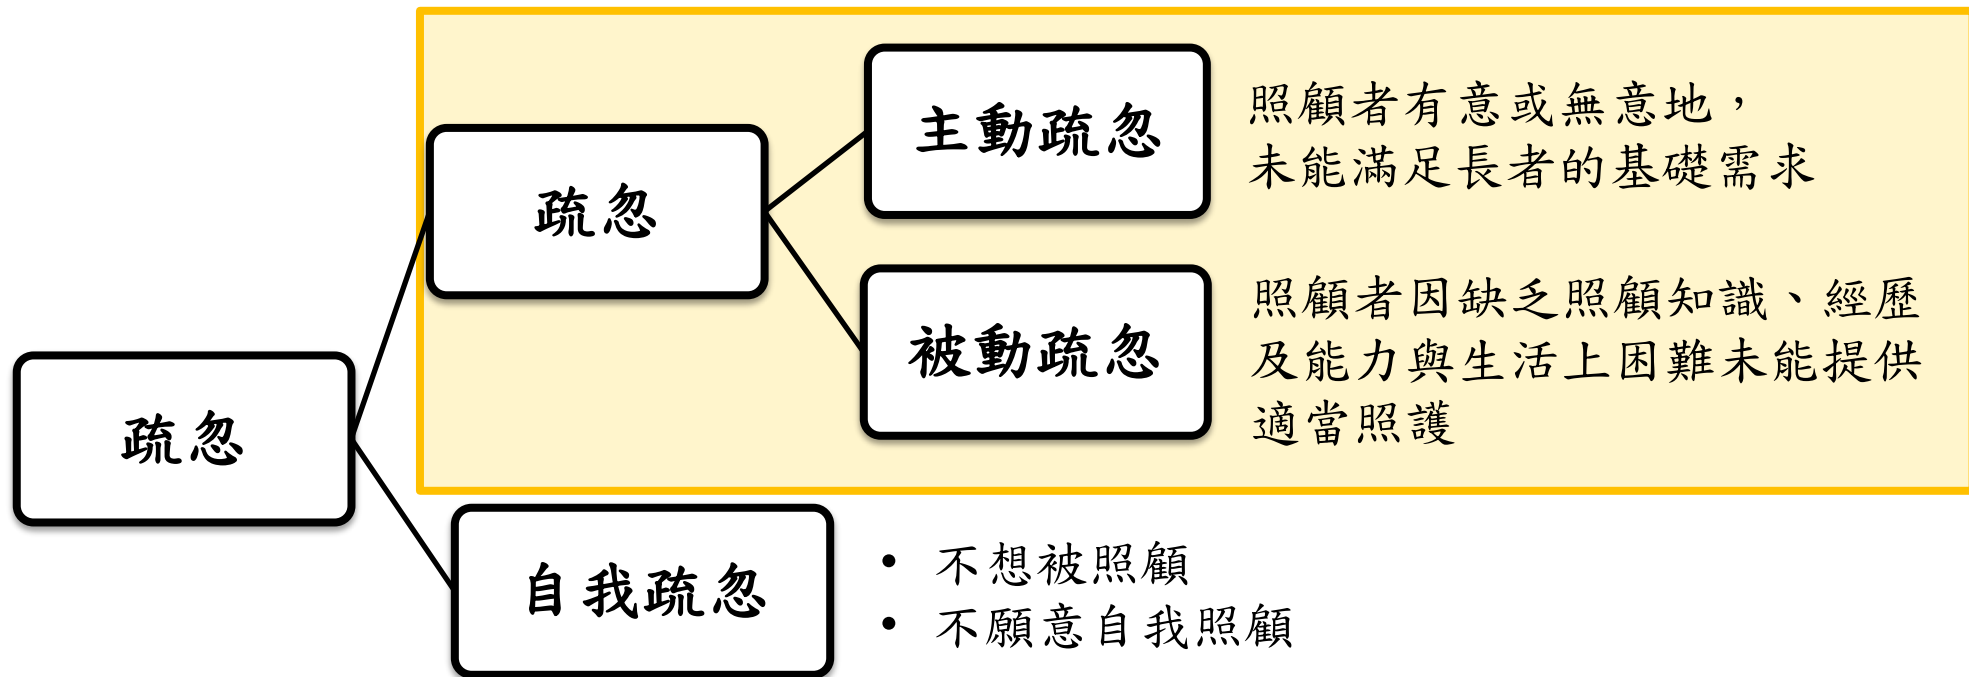 疏忽
疏忽
主動疏忽
照顧者有意或無意地，
未能滿足長者的基礎需求
被動疏忽
照顧者因缺乏照顧知識、經歷
及能力與生活上困難未能提供
適當照護
自我疏忽
• 不想被照顧
• 不願意自我照顧